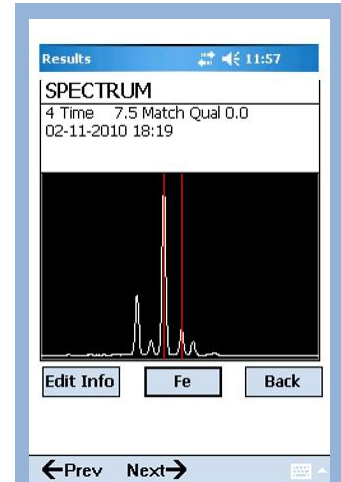 Results 11:57
SPECTRUM
4 Time 7.5 Match Qual 0.0
02-11-2010 18:19
Edit Info Fe Back
←Prev Next→